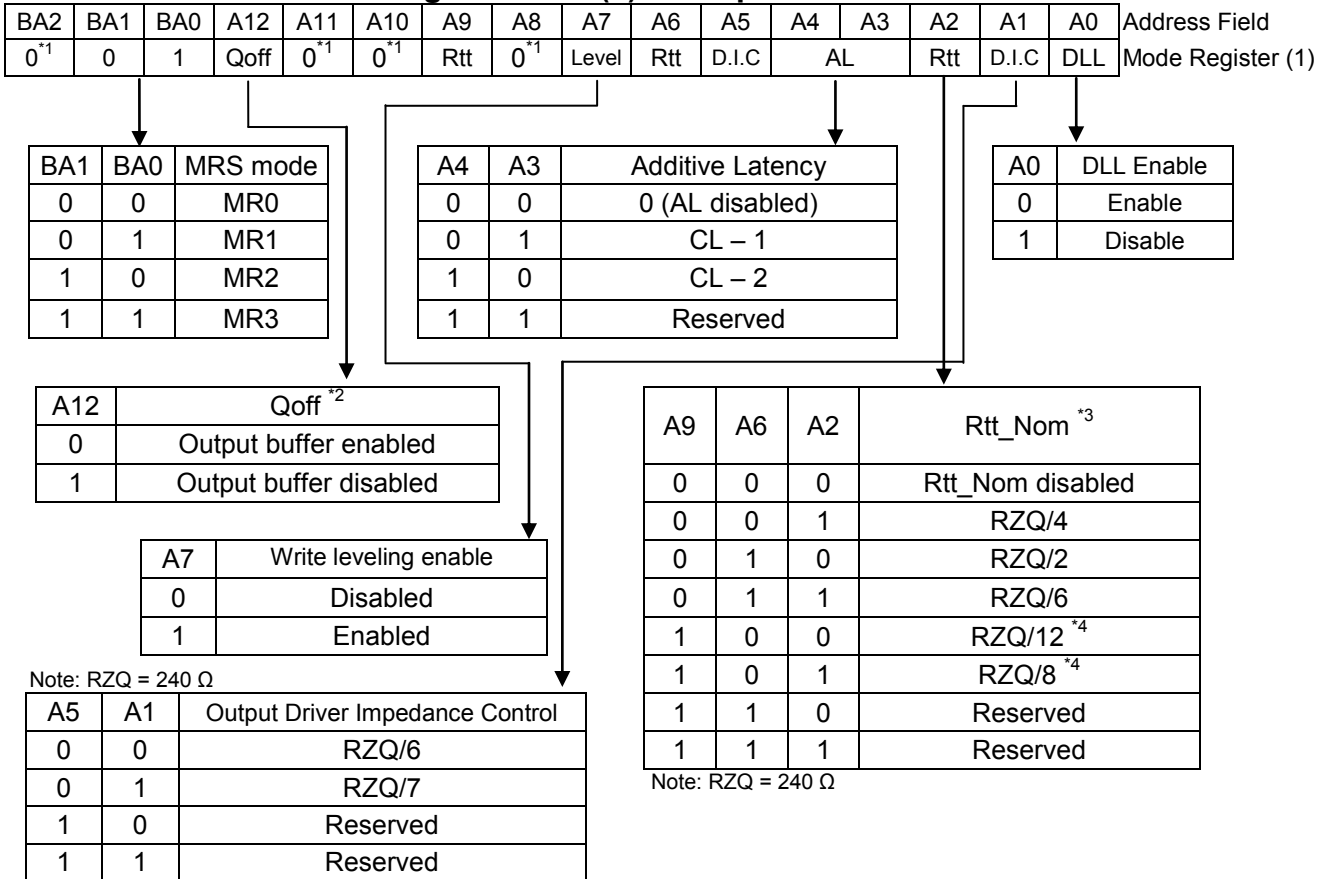 BA2 BA1 BA0 A12 A11 A10 A9 A8 A7 A6 A5 A4 A3 A2 A1 A0 Address Field
0*1 0 1 Qoff 0*1 0*1 Rtt 0*1 Level Rtt D.I.C AL Rtt D.I.C DLL Mode Register (1)
BA1 BA0 MRS mode
0 0 MR0
0 1 MR1
1 0 MR2
1 1 MR3
A4 A3 Additive Latency
0 0 0 (AL disabled)
0 1 CL – 1
1 0 CL – 2
1 1 Reserved
A0 DLL Enable
0 Enable
1 Disable
A12 Qoff *2
0 Output buffer enabled
1 Output buffer disabled
A9 A6 A2 Rtt_Nom *3
0 0 0 Rtt_Nom disabled
0 0 1 RZQ/4
0 1 0 RZQ/2
0 1 1 RZQ/6
1 0 0 RZQ/12 *4
1 0 1 RZQ/8 *4
1 1 0 Reserved
1 1 1 Reserved
Note: RZQ = 240 Ω
A7 Write leveling enable
0 Disabled
1 Enabled
Note: RZQ = 240 Ω
A5 A1 Output Driver Impedance Control
0 0 RZQ/6
0 1 RZQ/7
1 0 Reserved
1 1 Reserved